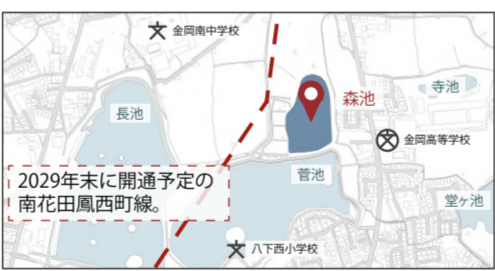 金岡南中学校
森池
寺池
長池
金岡高等学校
菅池
2029年末に開通予定の
南花田鳳西町線。
堂ヶ池
八下西小学校